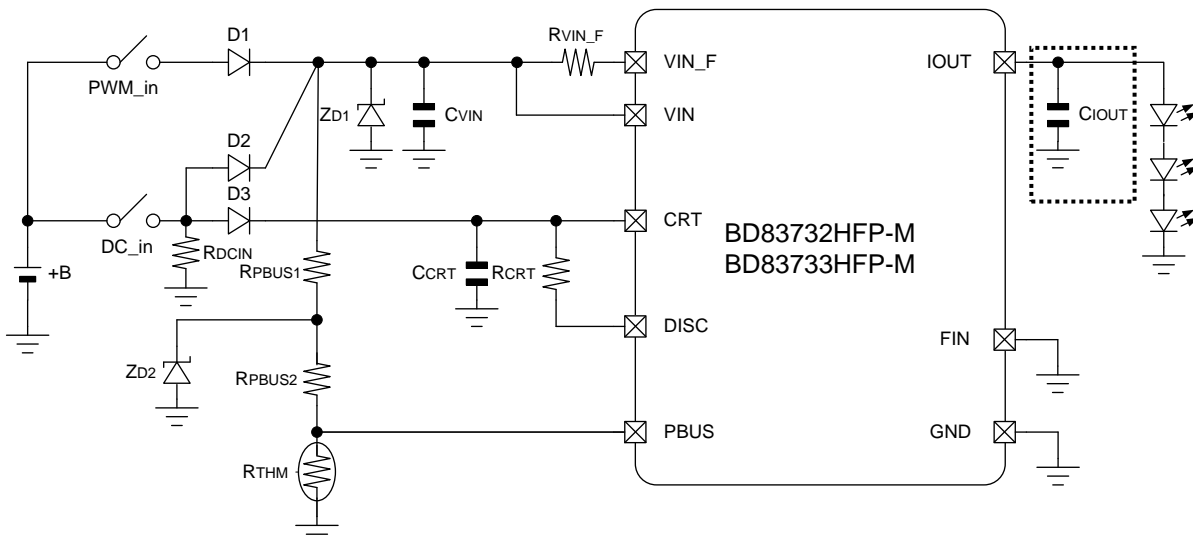 D1
PWM_in
RVIN_F
VIN_F
IOUT
ZD1
CVIN
VIN
CIOUT
D2
D3
DC_in
CRT
BD83732HFP-M
BD83733HFP-M
+B
RDCIN
RPBUS1
CCRT
RCRT
DISC
FIN
ZD2
RPBUS2
PBUS
GND
RTHM